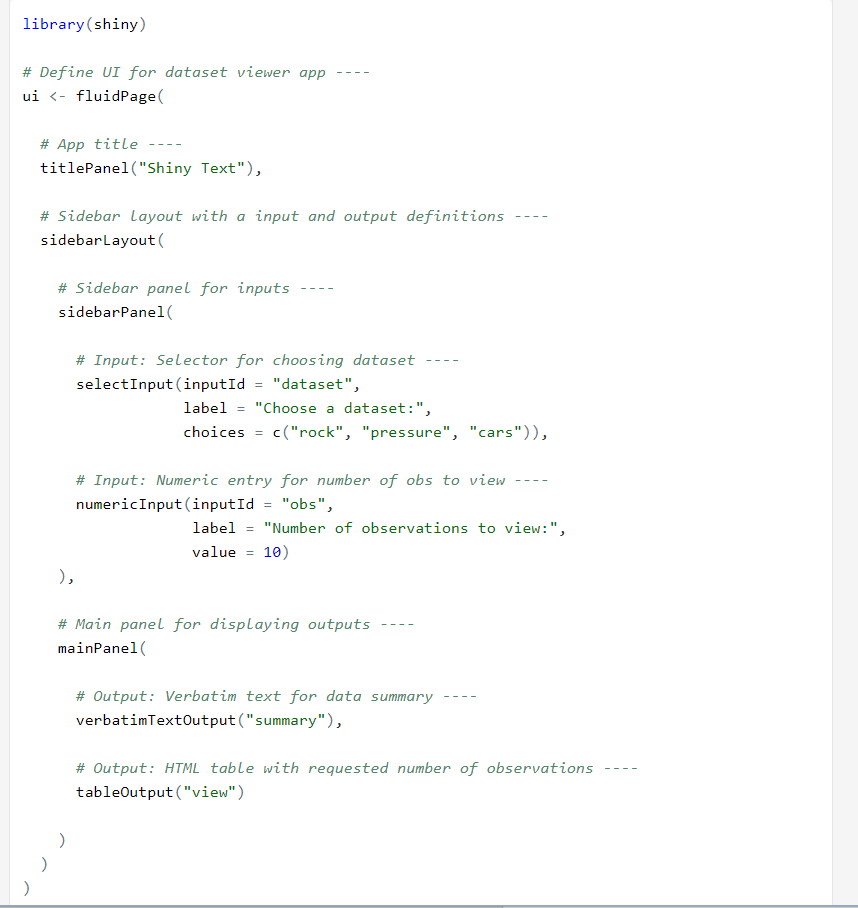 library(shiny)
# Define UI for dataset viewer app ----
ui <- fluidPage(
  # App title ----
  titlePanel("Shiny Text"),
  # Sidebar layout with a input and output definitions ----
  sidebarLayout(
    # Sidebar panel for inputs ----
    sidebarPanel(
      # Input: Selector for choosing dataset ----
      selectInput(inputId = "dataset",
                  label = "Choose a dataset:",
                  choices = c("rock", "pressure", "cars")),
      # Input: Numeric entry for number of obs to view ----
      numericInput(inputId = "obs",
                   label = "Number of observations to view:",
                   value = 10)
    ),
    # Main panel for displaying outputs ----
    mainPanel(
      # Output: Verbatim text for data summary ----
      verbatimTextOutput("summary"),
      # Output: HTML table with requested number of observations ----
      tableOutput("view")
    )
  )
)